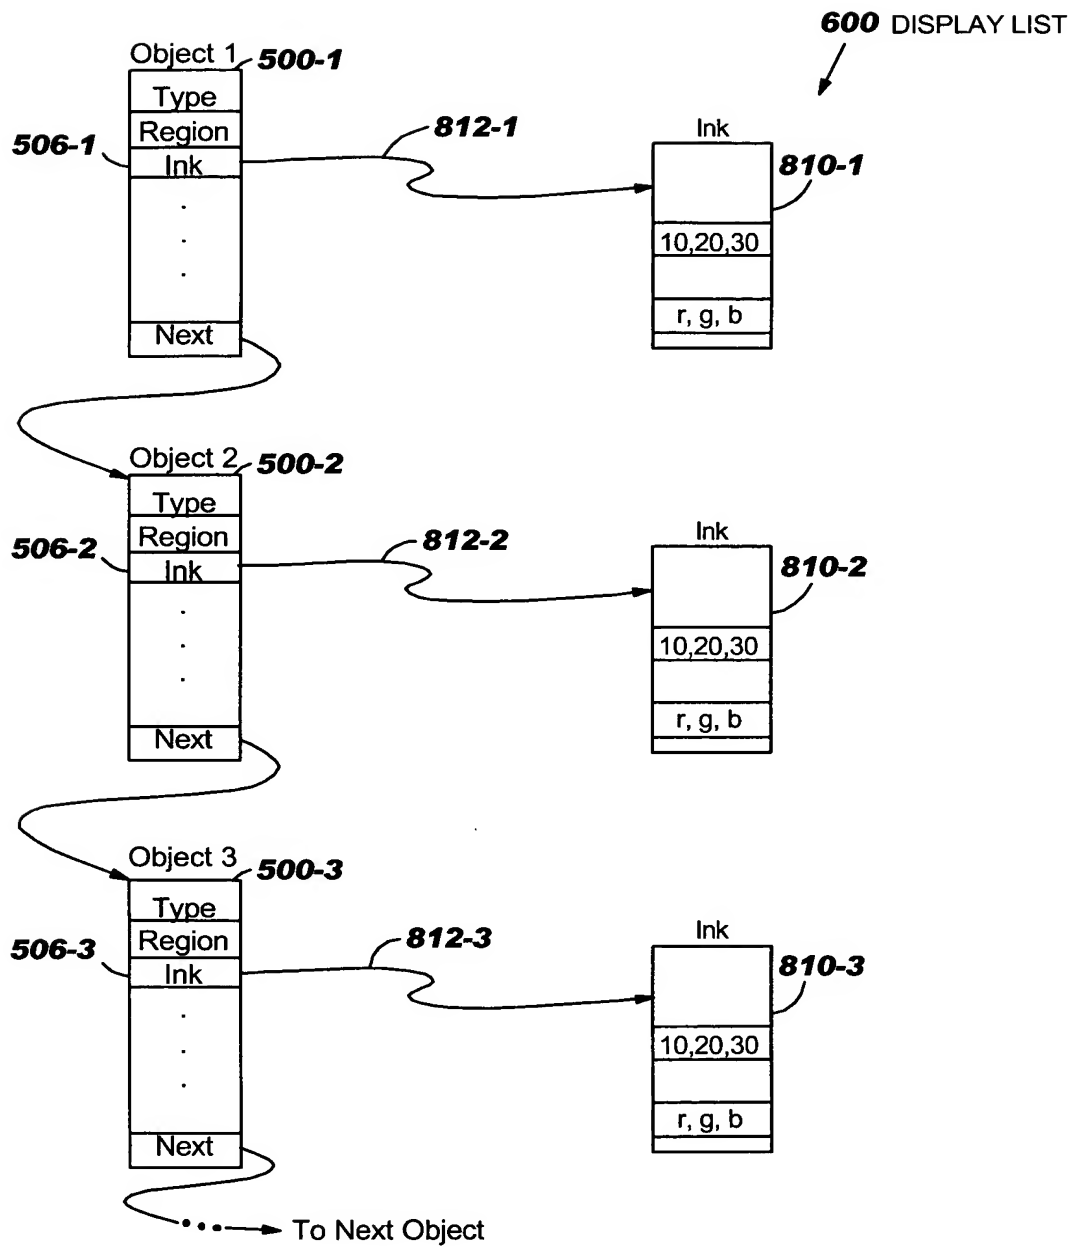 600 DISPLAY LIST
Object 1 500-1
Type
Region
506-1
Ink
812-1
Ink
810-1
10,20,30
r, g, b
Next
Object 2 500-2
Type
Region
506-2
Ink
812-2
Ink
810-2
10,20,30
r, g, b
Next
Object 3 500-3
Type
Region
506-3
Ink
812-3
Ink
810-3
10,20,30
r, g, b
Next
To Next Object